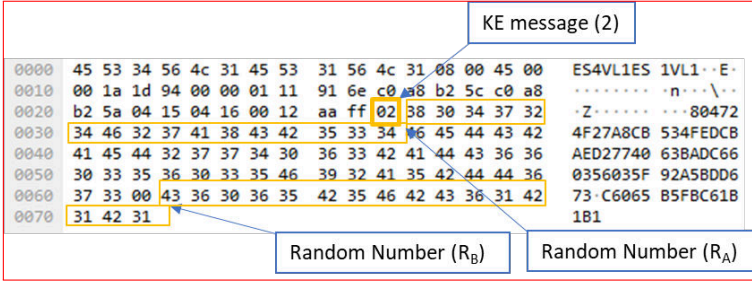 KE message (2)
0000 45 53 34 56 4c 31 45 53 31 56 4c 31 08 00 45 00 ES4VL1ES 1VL1··E·
0010 00 1a 1d 94 00 00 01 11 91 6e c0 a8 b2 5c c0 a8 ········ ·n···\··
0020 b2 5a 04 15 04 16 00 12 aa ff 02 38 30 34 37 32 ·Z······ ···80472
0030 34 46 32 37 41 38 43 42 35 33 34 46 45 44 43 42 4F27A8CB 534FEDCB
0040 41 45 44 32 37 37 34 30 36 33 42 41 44 43 36 36 AED27740 63BADC66
0050 30 33 35 36 30 33 35 46 39 32 41 35 42 44 44 36 0356035F 92A5BDD6
0060 37 33 00 43 36 30 36 35 42 35 46 42 43 36 31 42 73·C6065 B5FBC61B
0070 31 42 31 1B1
Random Number (RB)
Random Number (RA)